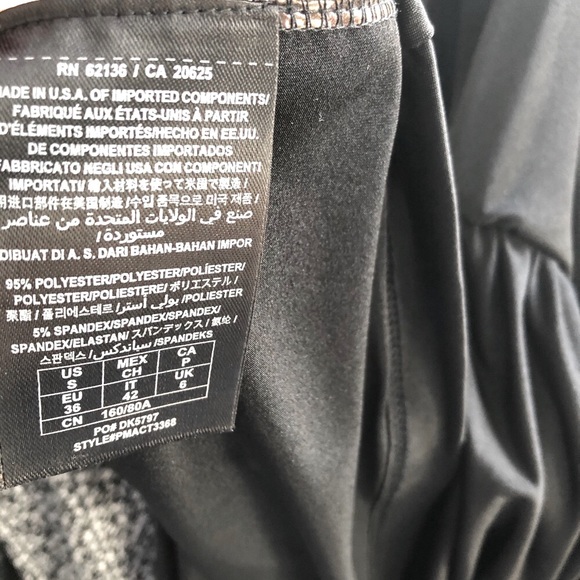 RN 62136 / CA 20625
MADE IN U.S.A. OF IMPORTED COMPONENTS/
FABRIQUÉ AUX ÉTATS-UNIS À PARTIR
D'ÉLÉMENTS IMPORTÉS/HECHO EN EE.UU.
DE COMPONENTES IMPORTADOS
FABBRICATO NEGLI USA CON COMPONENTI
IMPORTATI/ 輸入材料を使って米国で製造 /
用进口部件在美国制造 / 수입 품목으로 미국 제조/
صنع في الولايات المتحدة من عناصر
مستوردة /
DIBUAT DI A. S. DARI BAHAN-BAHAN IMPOR
95% POLYESTER/POLYESTER/POLIÉSTER/
POLYESTER/POLIESTERE/ ポリエステル/
聚酯/ 폴리에스테르/بولي أستر/POLIESTER
5% SPANDEX/SPANDEX/SPANDEX/
SPANDEX/ELASTAN/ スパンデックス / 氨纶/
스판덱스/سباندكس/SPANDEKS
US MEX CA
S CH P
EU IT UK
36 42 6
CN 160/80A
PO# DK5797
STYLE#PMACT3368